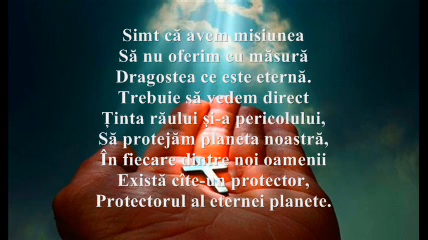 Simt că avem misiunea
Să nu oferim cu măsură
Dragostea ce este eternă.
Trebuie să vedem direct
Ținta răului și-a pericolului,
Să protejăm planeta noastră,
În fiecare dintre noi oamenii
Există cîte-un protector,
Protectorul al eternei planete.